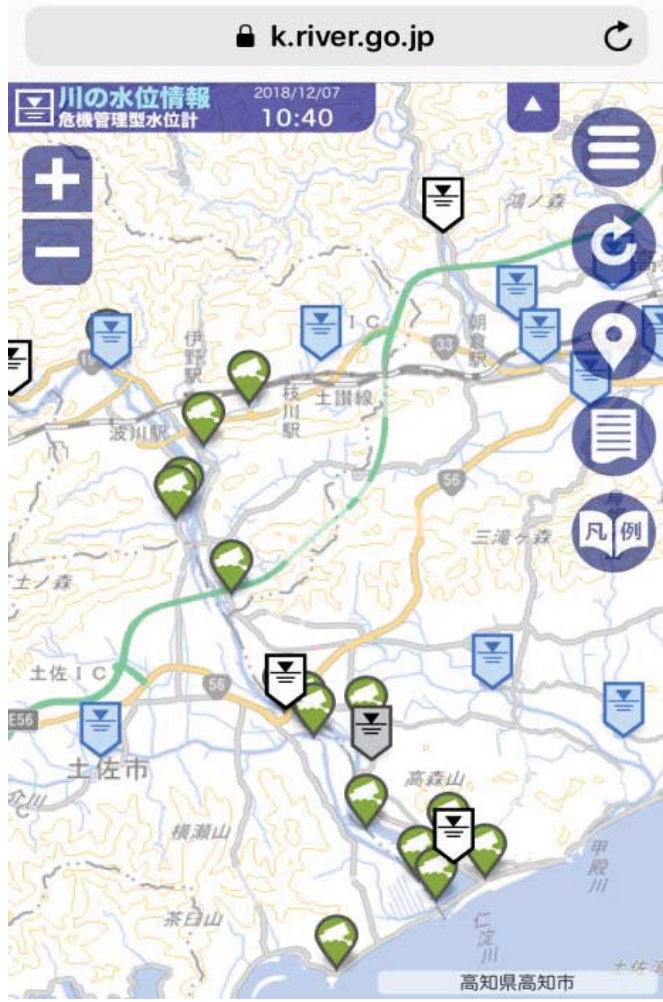 k.river.go.jp
川の水位情報
危機管理型水位計
2018/12/07
10:40
鴻ノ森
高
伊野駅
IC
朝倉駅
33
枝川駅
土讃線
波川駅
56
凡例
三滝ヶ森
土ノ森
土佐IC
56
E56
土佐市
高森山
横瀬山
甲殿川
茶臼山
仁淀川
高知県高知市